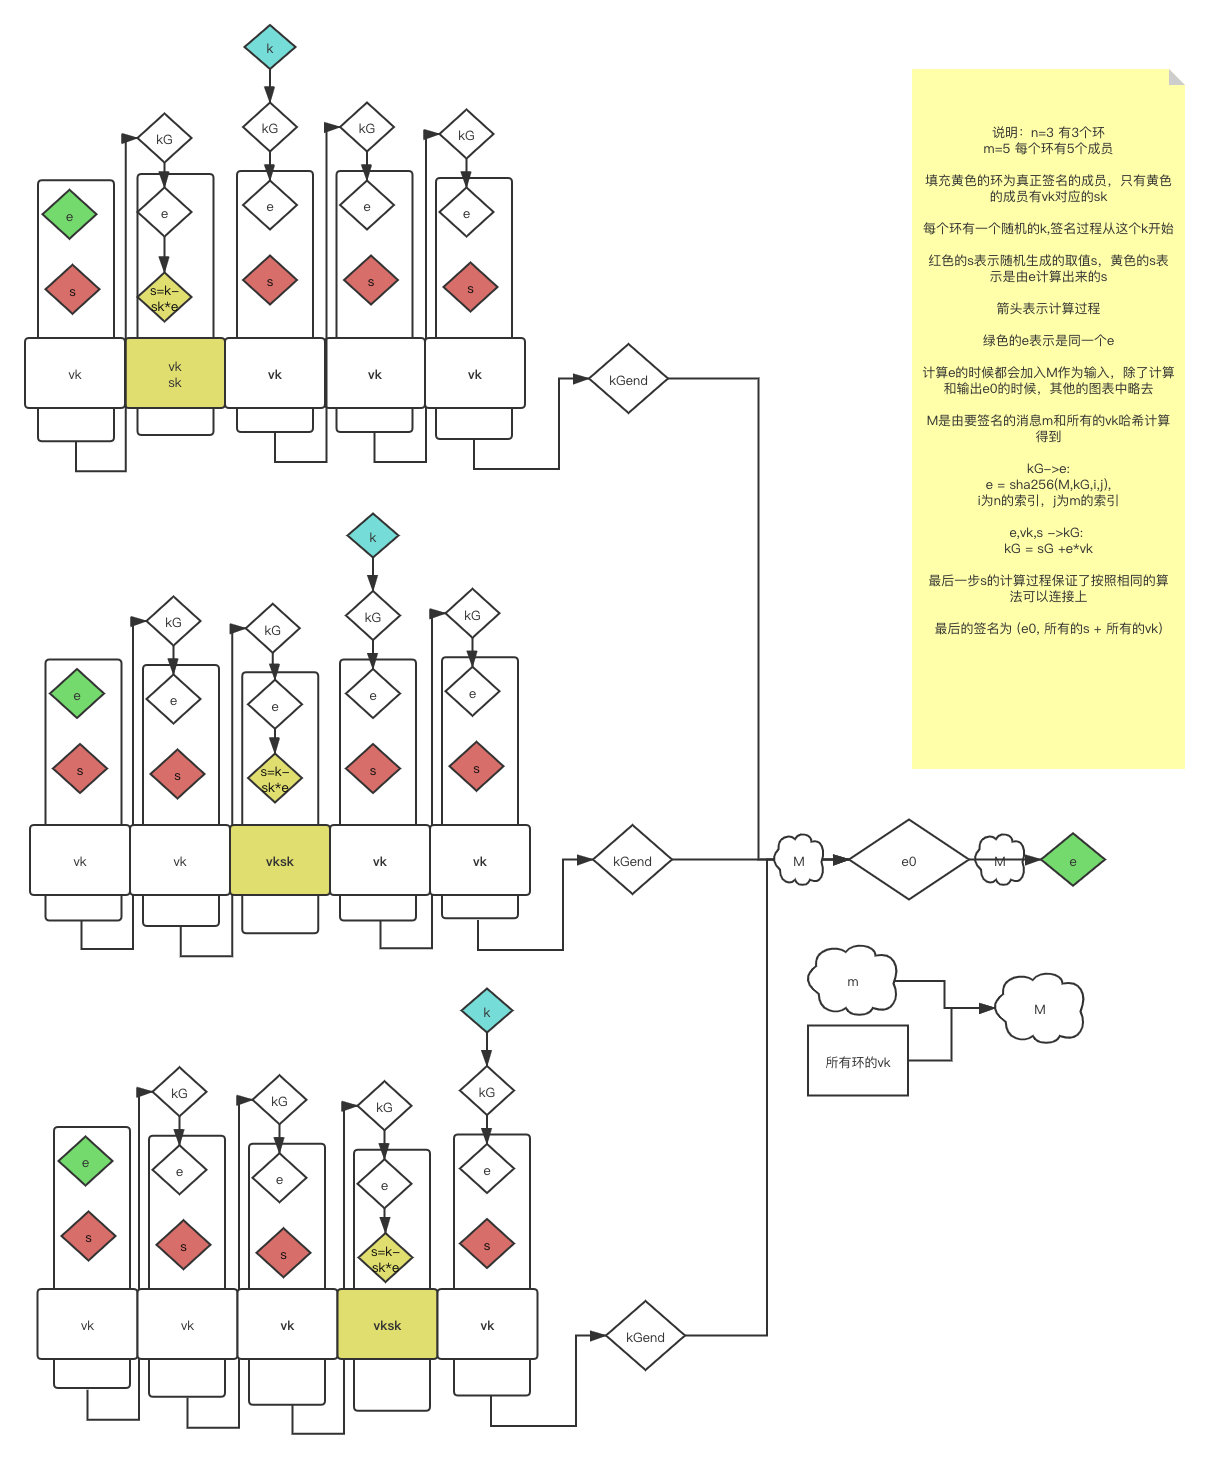 k
kG
kG
kG
kG
e
e
e
e
e
s
s=k-
sk*e
s
s
s
vk
vk
sk
vk
vk
vk
kGend
k
kG
kG
kG
kG
e
e
e
e
e
s
s
s=k-
sk*e
s
s
vk
vk
vksk
vk
vk
kGend
k
kG
kG
kG
kG
e
e
e
e
e
s
s
s
s=k-
sk*e
s
vk
vk
vk
vksk
vk
kGend
M
e0
M
e
m
所有环的vk
M
说明：n=3 有3个环
m=5 每个环有5个成员
填充黄色的环为真正签名的成员，只有黄色
的成员有vk对应的sk
每个环有一个随机的k,签名过程从这个k开始
红色的s表示随机生成的取值s，黄色的s表
示是由e计算出来的s
箭头表示计算过程
绿色的e表示是同一个e
计算e的时候都会加入M作为输入，除了计算
和输出e0的时候，其他的图表中略去
M是由要签名的消息m和所有的vk哈希计算
得到
kG->e:
e = sha256(M,kG,i,j),
i为n的索引，j为m的索引
e,vk,s ->kG:
kG = sG +e*vk
最后一步s的计算过程保证了按照相同的算
法可以连接上
最后的签名为 (e0, 所有的s + 所有的vk)